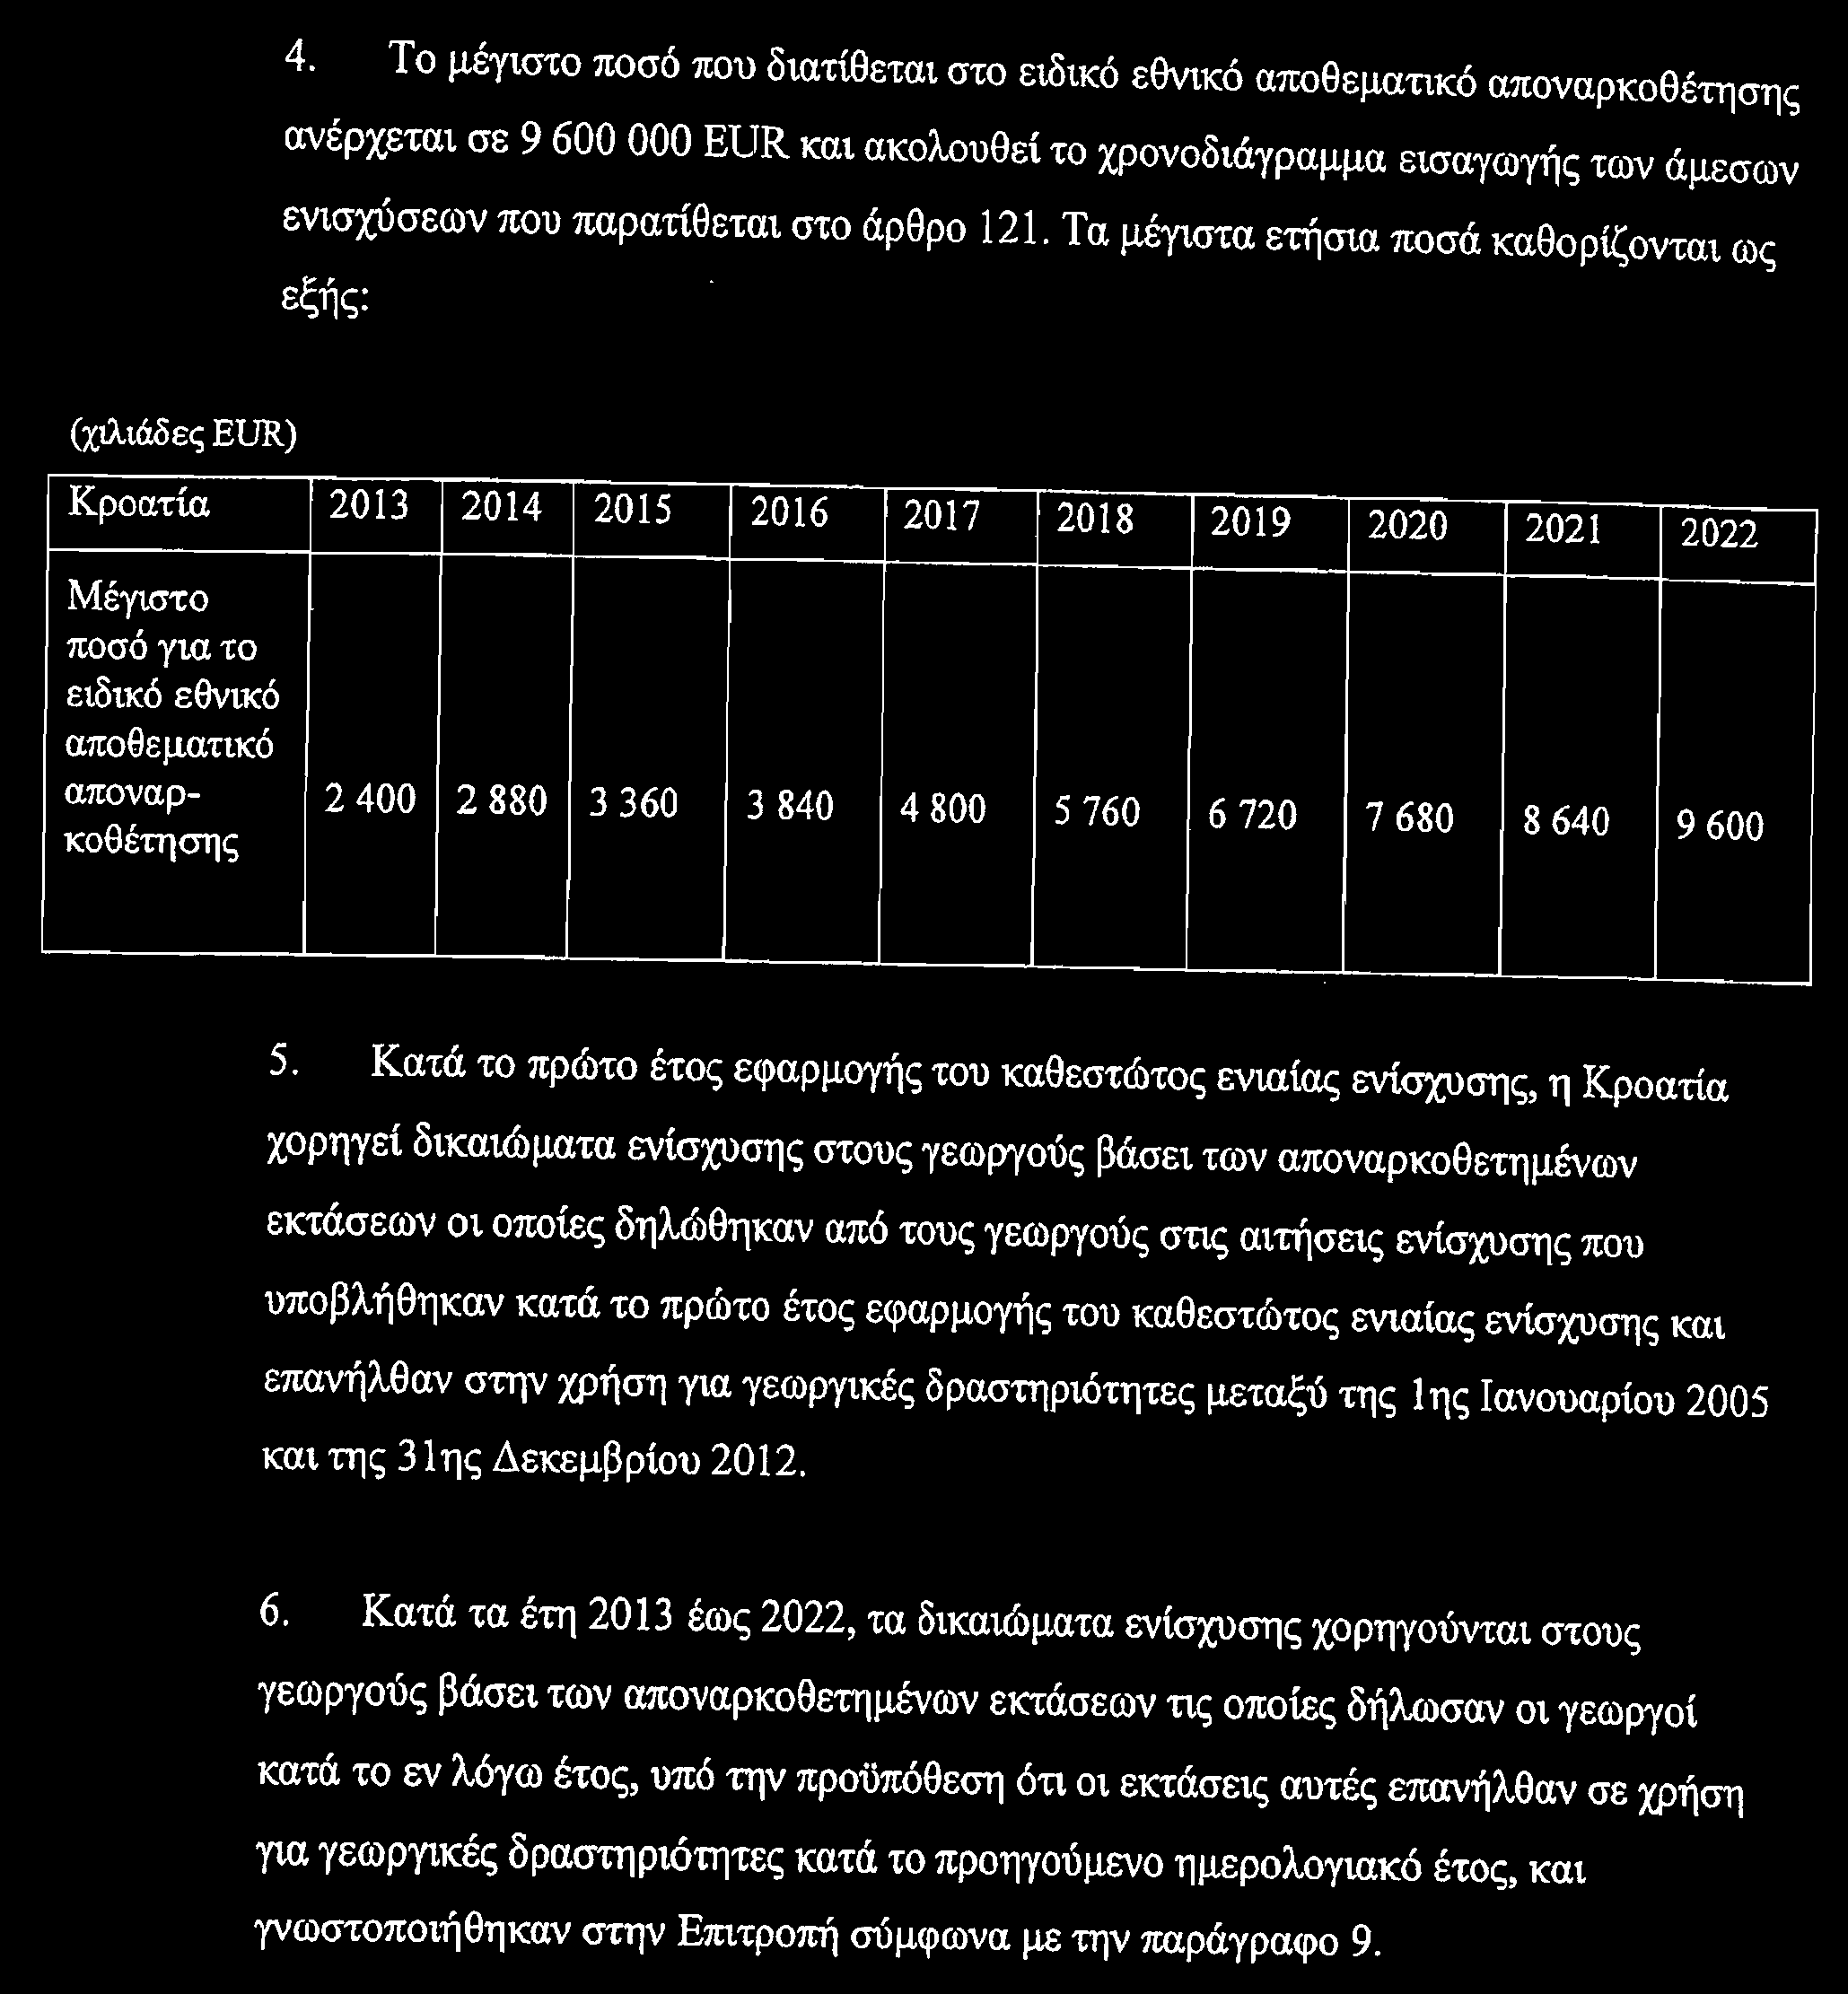 4. Το μέγιστο ποσό που διατίθεται στο ειδικό εθνικό αποθεματικό αποναρκοθέτησης
ανέρχεται σε 9 600 000 EUR και ακολουθεί το χρονοδιάγραμμα εισαγωγής των άμεσων
ενισχύσεων που παρατίθεται στο άρθρο 121. Τα μέγιστα ετήσια ποσά καθορίζονται ως
εξής:
(χιλιάδες EUR)
Κροατία 2013 2014 2015 2016 2017 2018 2019 2020 2021 2022
Μέγιστο
ποσό για το
ειδικό εθνικό
αποθεματικό
αποναρ-
κοθέτησης
2 400 2 880 3 360 3 840 4 800 5 760 6 720 7 680 8 640 9 600
5. Κατά το πρώτο έτος εφαρμογής του καθεστώτος ενιαίας ενίσχυσης, η Κροατία
χορηγεί δικαιώματα ενίσχυσης στους γεωργούς βάσει των αποναρκοθετημένων
εκτάσεων οι οποίες δηλώθηκαν από τους γεωργούς στις αιτήσεις ενίσχυσης που
υποβλήθηκαν κατά το πρώτο έτος εφαρμογής του καθεστώτος ενιαίας ενίσχυσης και
επανήλθαν στην χρήση για γεωργικές δραστηριότητες μεταξύ της 1ης Ιανουαρίου 2005
και της 31ης Δεκεμβρίου 2012.
6. Κατά τα έτη 2013 έως 2022, τα δικαιώματα ενίσχυσης χορηγούνται στους
γεωργούς βάσει των αποναρκοθετημένων εκτάσεων τις οποίες δήλωσαν οι γεωργοί
κατά το εν λόγω έτος, υπό την προϋπόθεση ότι οι εκτάσεις αυτές επανήλθαν σε χρήση
για γεωργικές δραστηριότητες κατά το προηγούμενο ημερολογιακό έτος, και
γνωστοποιήθηκαν στην Επιτροπή σύμφωνα με την παράγραφο 9.